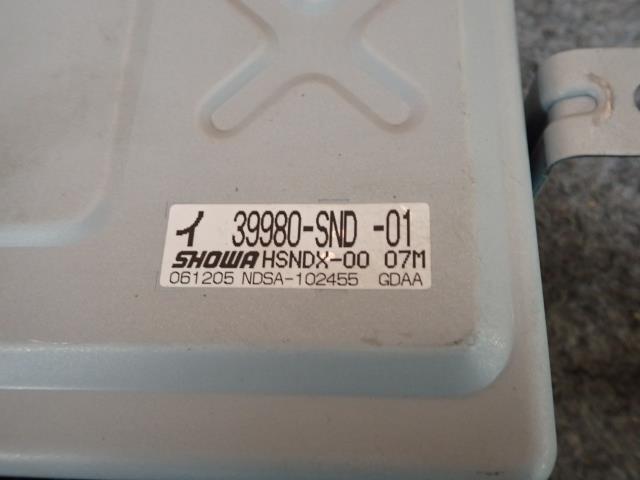 イ 39980-SND -01
SHOWA HSNDX-00 07M
061205 NDSA-102455 GDAA